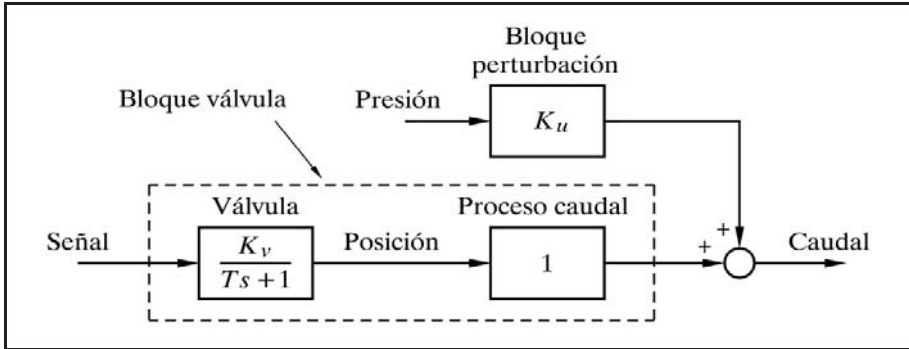 Bloque
perturbación
Bloque válvula
Presión
K_u
Válvula
Proceso caudal
Señal
K_v
Ts + 1
Posición
1
+
+
Caudal